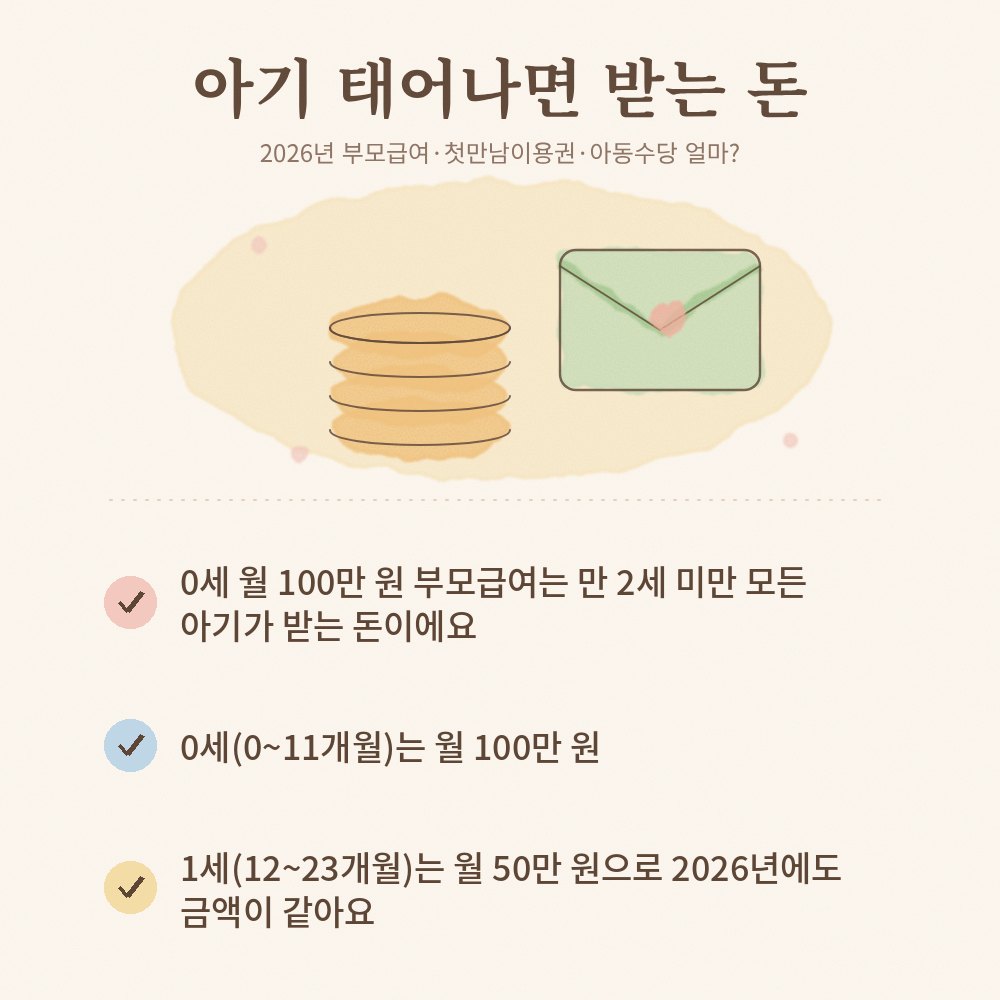 아기 태어나면 받는 돈
2026년 부모급여·첫만남이용권·아동수당 얼마?
0세 월 100만 원 부모급여는 만 2세 미만 모든
아기가 받는 돈이에요
0세(0~11개월)는 월 100만 원
1세(12~23개월)는 월 50만 원으로 2026년에도
금액이 같아요